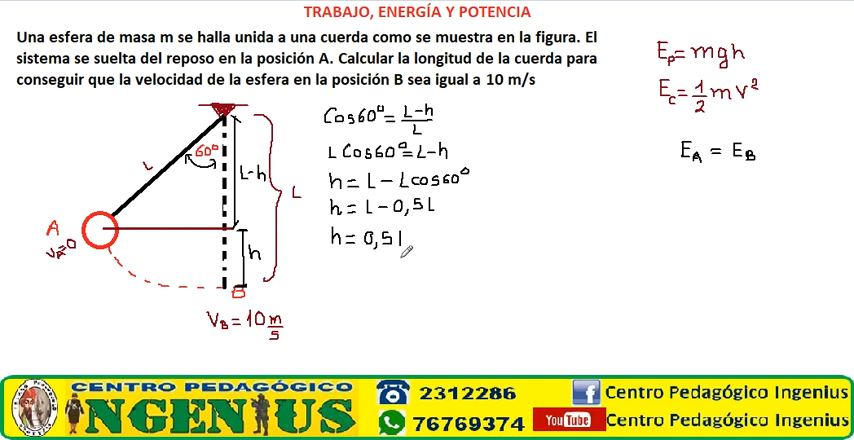 TRABAJO, ENERGÍA Y POTENCIA
Una esfera de masa m se halla unida a una cuerda como se muestra en la figura. El
sistema se suelta del reposo en la posición A. Calcular la longitud de la cuerda para
conseguir que la velocidad de la esfera en la posición B sea igual a 10 m/s
Ep=mgh
Ec=1/2 mv²
EA = EB
Cos60°=L-h/L
LCos60°=L-h
h=L-Lcos60°
h=L-0,5L
h=0,5l
60°
L
L-h
L
A
VA=0
h
B
VB=10 m/s
CENTRO PEDAGÓGICO
INGENIUS
2312286
76769374
f Centro Pedagógico Ingenius
YouTube Centro Pedagógico Ingenius